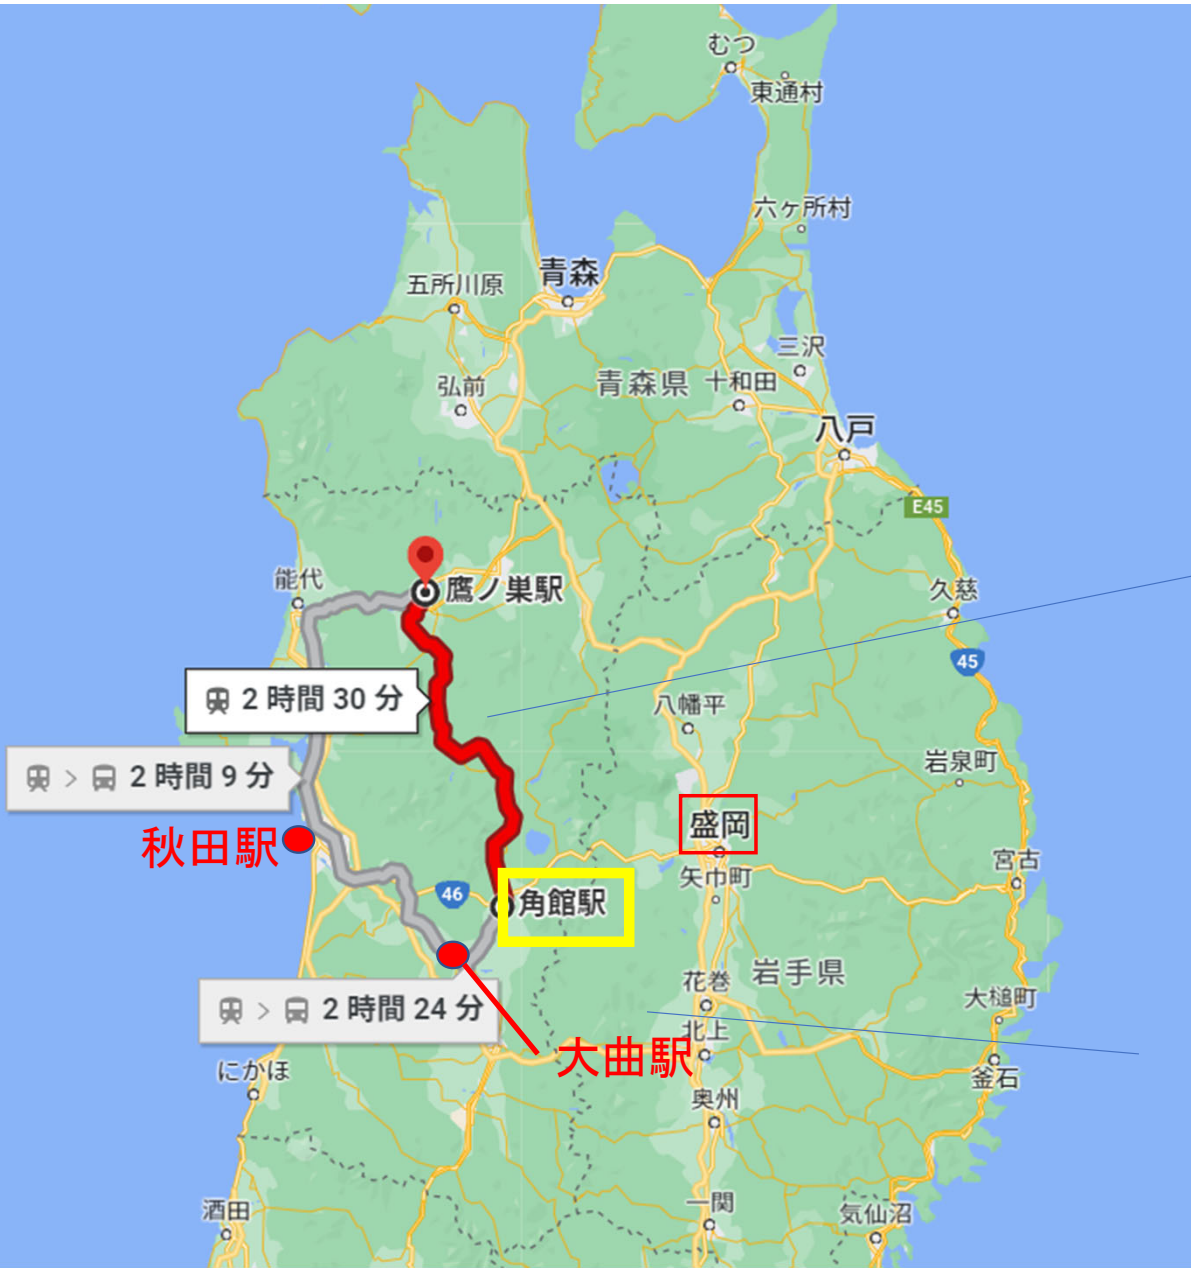 むつ
東通村
六ヶ所村
青森
五所川原
三沢
弘前
青森県
十和田
八戸
E45
能代
鷹ノ巣駅
久慈
45
2 時間 30 分
八幡平
岩泉町
> 2 時間 9 分
盛岡
秋田駅
宮古
矢巾町
46
角館駅
花巻
岩手県
大槌町
> 2 時間 24 分
北上
大曲駅
にかほ
釜石
奥州
一関
酒田
気仙沼